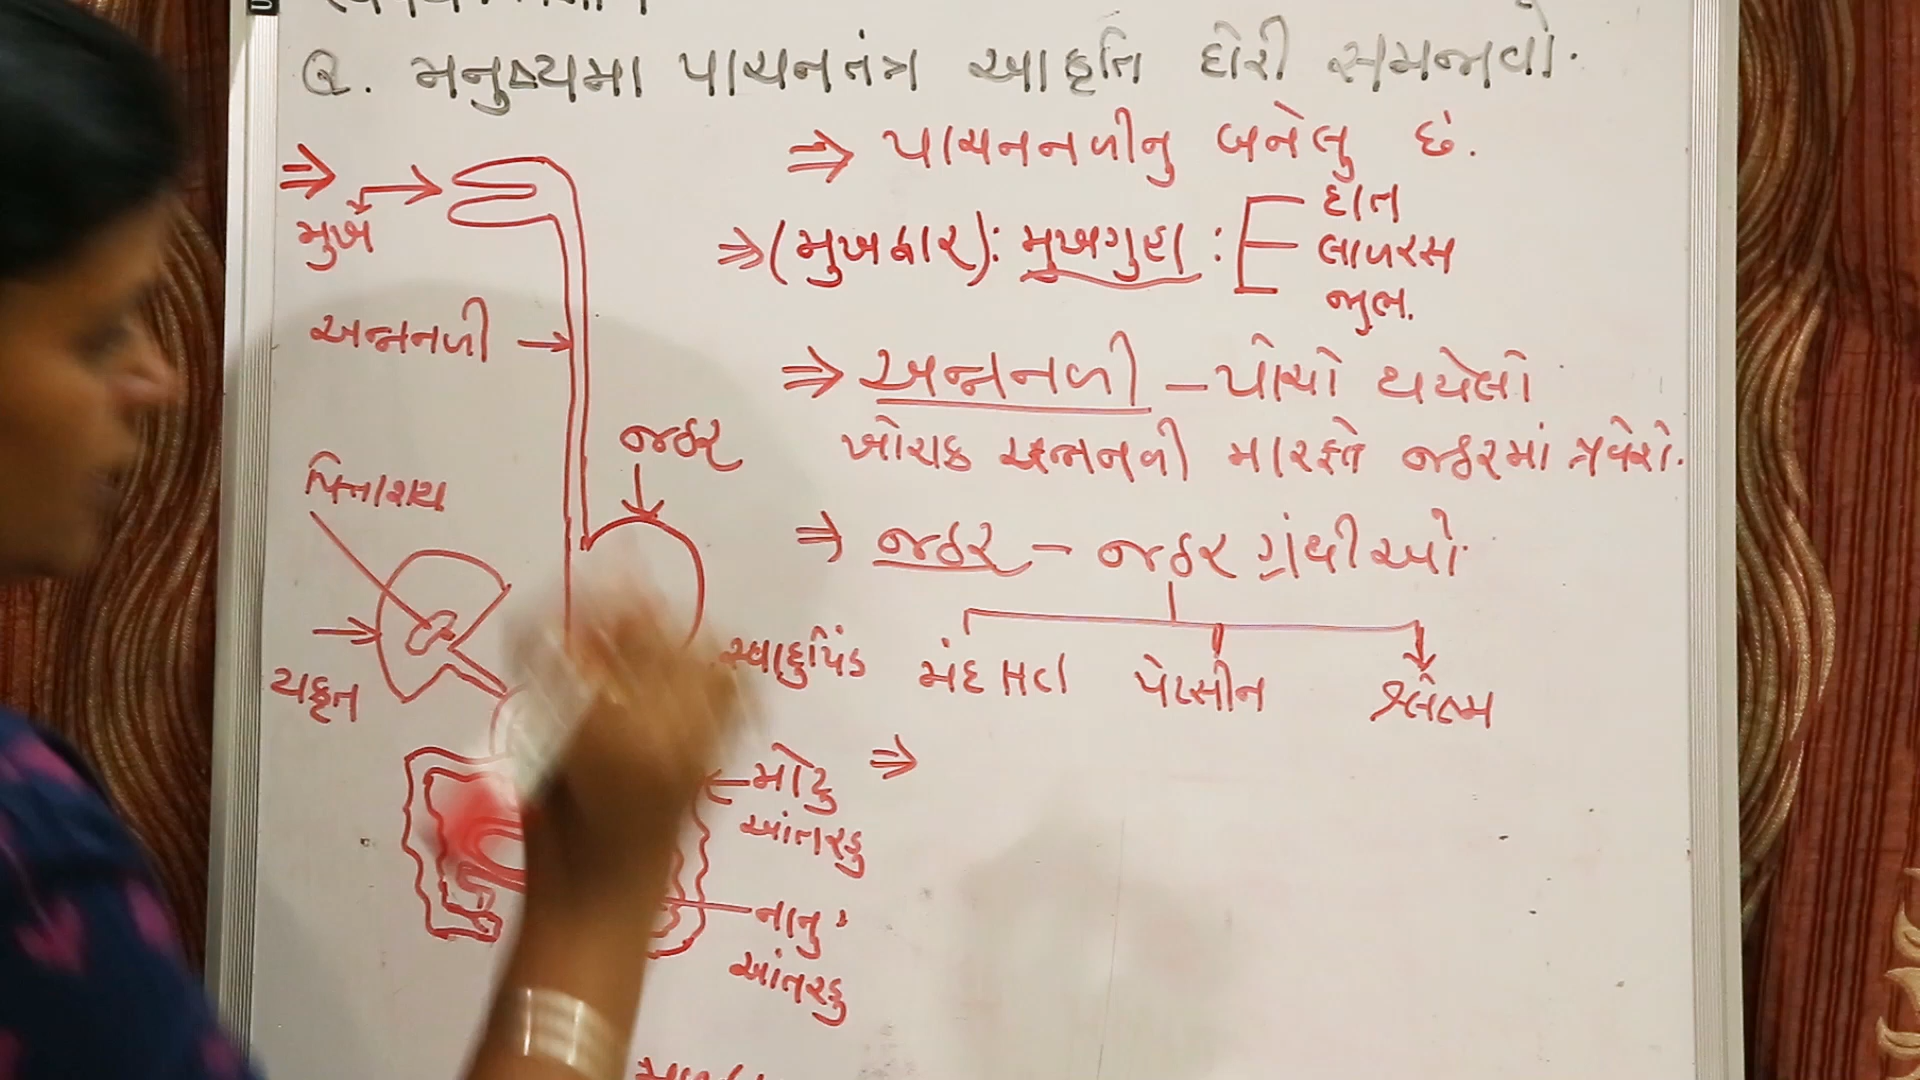 Q. મનુષ્યમા પાચનતંત્ર આકૃતિ દોરી સમજાવો.
⇒ પાચનનળીનુ બનેલુ છે.
⇒ (મુખદ્વાર): મુખગુહા :
દાંત
લાળરસ
જીભ.
⇒ અન્નનળી – પોચો થયેલો
ખોરાક અન્નનળી મારફતે જઠરમાં પ્રવેશે.
⇒ જઠર – જઠર ગ્રંથીઓ
મંદ HCl
પેપ્સીન
શ્લેષ્મ
⇒
⇒
મુખ
અન્નનળી
જઠર
પિત્તાશય
યકૃત
સ્વાદુપિંડ
મોટુ
આંતરડુ
નાનુ
આંતરડુ